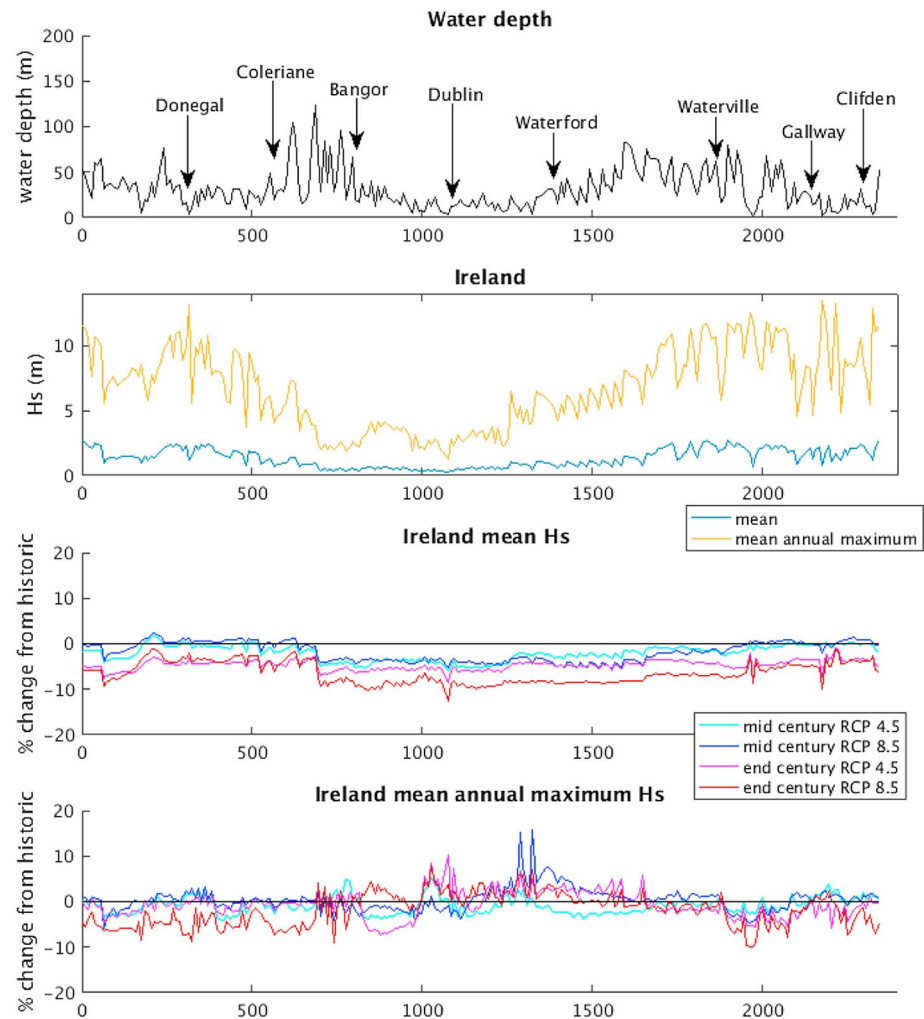 Water depth
water depth (m)
200
150
100
50
0
Donegal
Coleriane
Bangor
Dublin
Waterford
Waterville
Gallway
Clifden
0 500 1000 1500 2000
Ireland
Hs (m)
10
5
0
0 500 1000 1500 2000
mean
mean annual maximum
Ireland mean Hs
% change from historic
20
10
0
-10
-20
0 500 1000 1500 2000
mid century RCP 4.5
mid century RCP 8.5
end century RCP 4.5
end century RCP 8.5
Ireland mean annual maximum Hs
% change from historic
20
10
0
-10
-20
0 500 1000 1500 2000